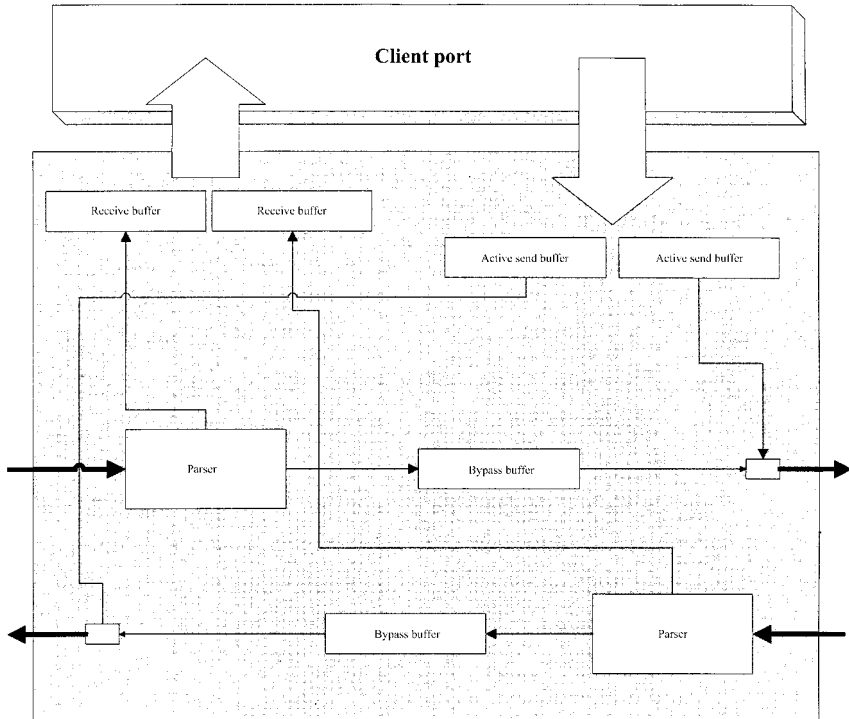 Client port
Receive buffer
Receive buffer
Active send buffer
Active send buffer
Parser
Bypass buffer
Bypass buffer
Parser